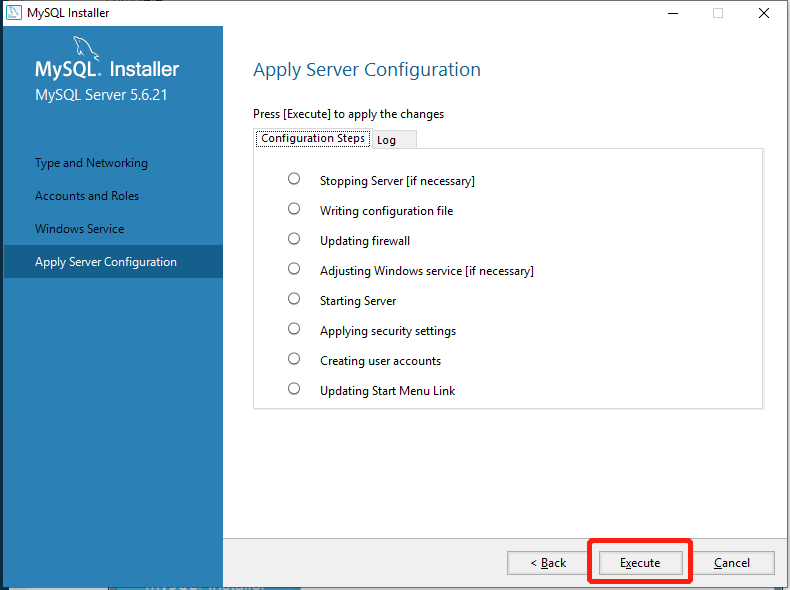 MySQL Installer
MySQL. Installer
MySQL Server 5.6.21
Type and Networking
Accounts and Roles
Windows Service
Apply Server Configuration
Apply Server Configuration
Press [Execute] to apply the changes
Configuration Steps Log
Stopping Server [if necessary]
Writing configuration file
Updating firewall
Adjusting Windows service [if necessary]
Starting Server
Applying security settings
Creating user accounts
Updating Start Menu Link
< Back Execute Cancel